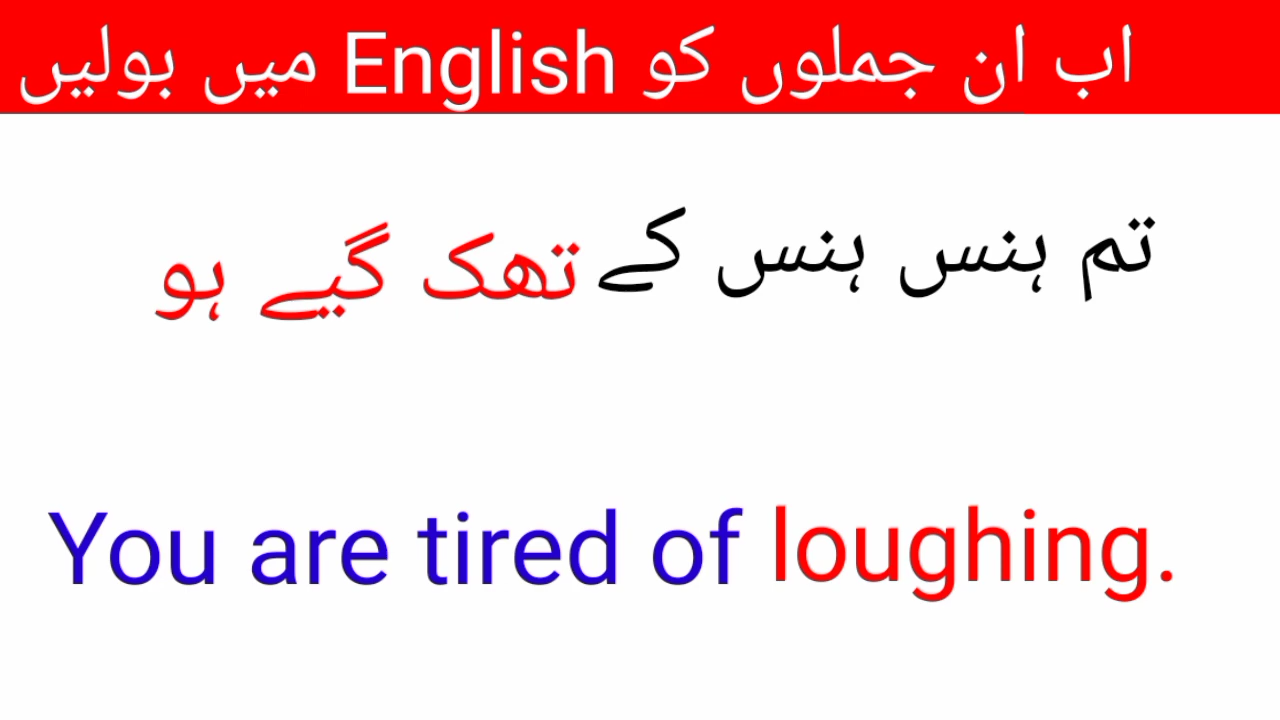 اب ان جملوں کو English میں بولیں
تم ہنس ہنس کے تھک گیے ہو
You are tired of loughing.